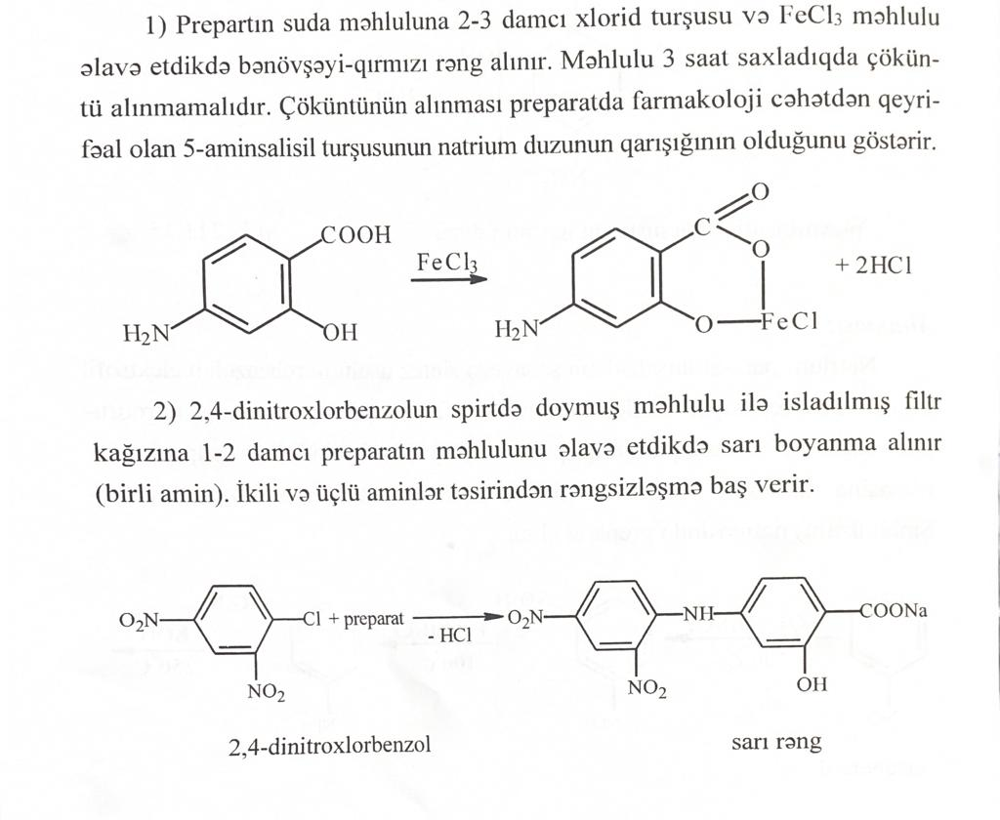 1) Prepartın suda məhluluna 2-3 damcı xlorid turşusu və FeCl₃ məhlulu
əlavə etdikdə bənövşəyi-qırmızı rəng alınır. Məhlulu 3 saat saxladıqda çökün-
tü alınmamalıdır. Çöküntünün alınması preparatda farmakoloji cəhətdən qeyri-
fəal olan 5-aminsalisil turşusunun natrium duzunun qarışığının olduğunu göstərir.
COOH
H₂N
OH
FeCl₃
C
O
O
H₂N
O
FeCl
+ 2HCl
2) 2,4-dinitroxlorbenzolun spirtdə doymuş məhlulu ilə isladılmış filtr
kağızına 1-2 damcı preparatın məhlulunu əlavə etdikdə sarı boyanma alınır
(birli amin). İkili və üçlü aminlər təsirindən rəngsizləşmə baş verir.
O₂N
Cl + preparat
- HCl
O₂N
NH
COONa
NO₂
NO₂
OH
2,4-dinitroxlorbenzol
sarı rəng